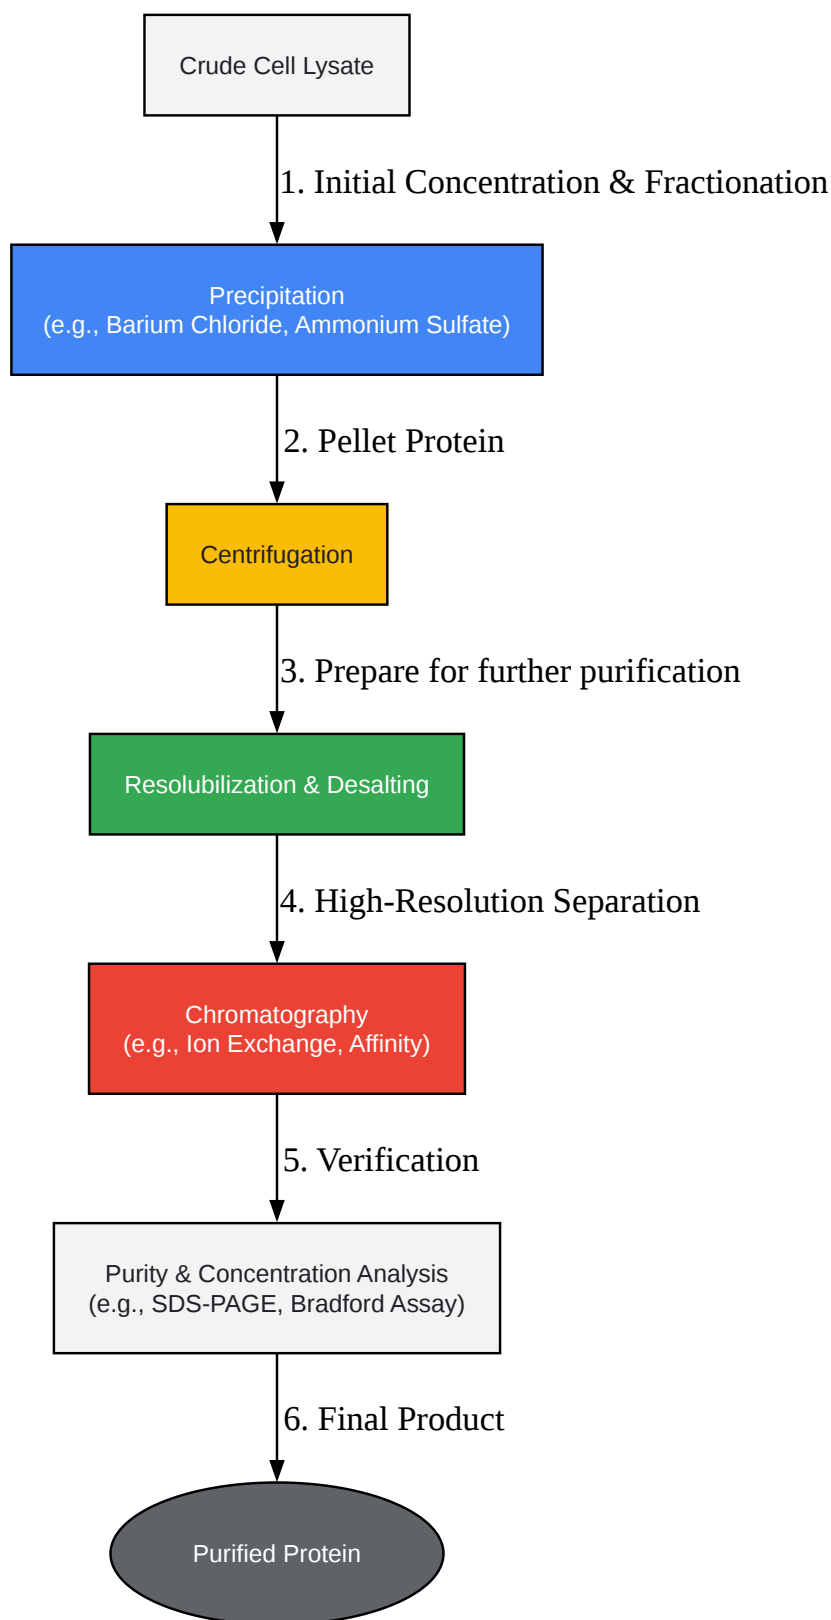 Crude Cell Lysate
1. Initial Concentration & Fractionation
Precipitation
(e.g., Barium Chloride, Ammonium Sulfate)
2. Pellet Protein
Centrifugation
3. Prepare for further purification
Resolubilization & Desalting
4. High-Resolution Separation
Chromatography
(e.g., Ion Exchange, Affinity)
5. Verification
Purity & Concentration Analysis
(e.g., SDS-PAGE, Bradford Assay)
6. Final Product
Purified Protein